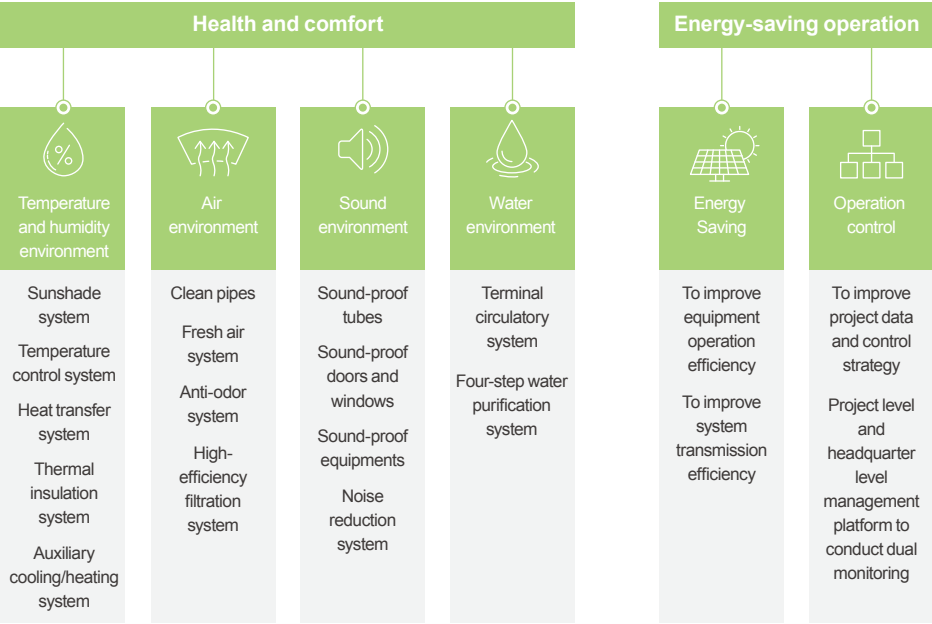 Health and comfort
Energy-saving operation
%
Temperature
and humidity
environment
Sunshade
system
Temperature
control system
Heat transfer
system
Thermal
insulation
system
Auxiliary
cooling/heating
system
Air
environment
Clean pipes
Fresh air
system
Anti-odor
system
High-
efficiency
filtration
system
Sound
environment
Sound-proof
tubes
Sound-proof
doors and
windows
Sound-proof
equipments
Noise
reduction
system
Water
environment
Terminal
circulatory
system
Four-step water
purification
system
Energy
Saving
To improve
equipment
operation
efficiency
To improve
system
transmission
efficiency
Operation
control
To improve
project data
and control
strategy
Project level
and
headquarter
level
management
platform to
conduct dual
monitoring